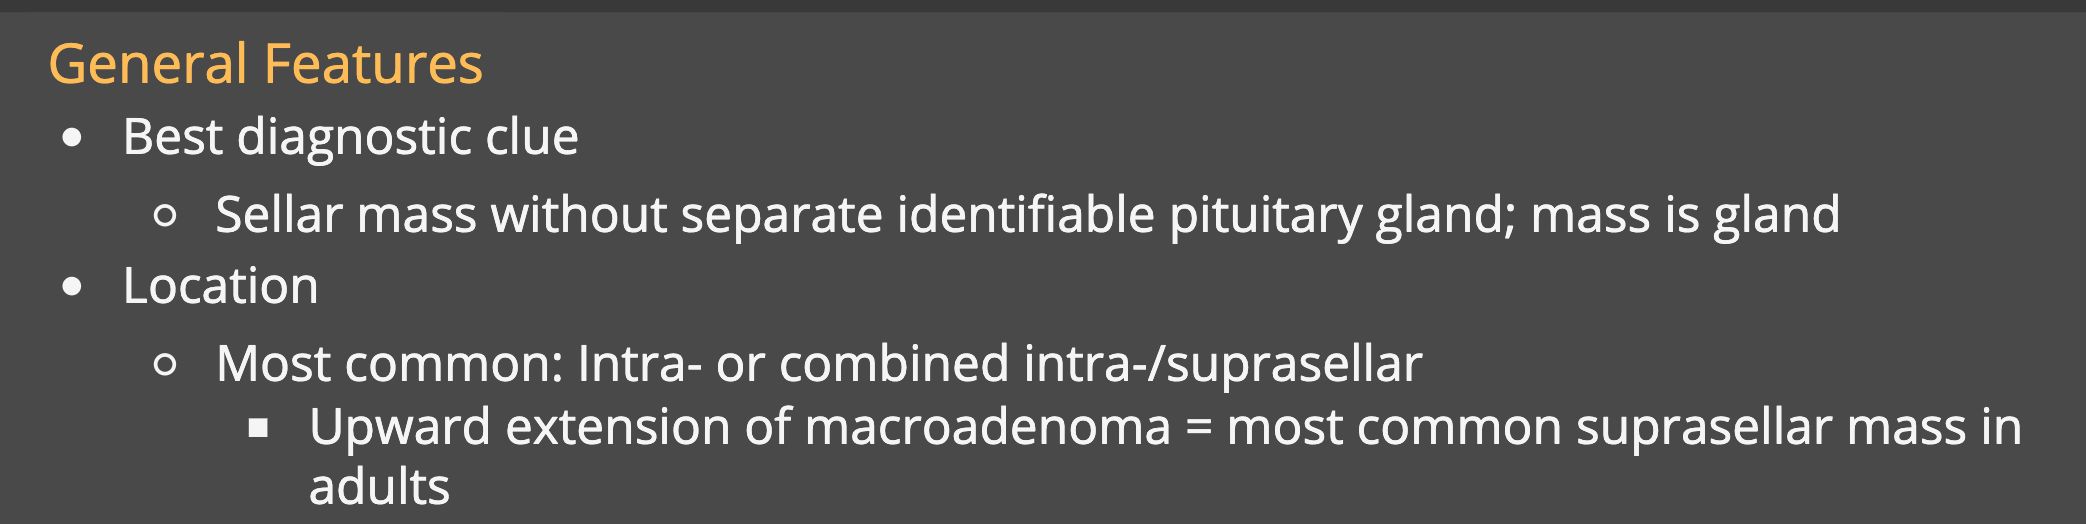 General Features
• Best diagnostic clue
○ Sellar mass without separate identifiable pituitary gland; mass is gland
• Location
○ Most common: Intra- or combined intra-/suprasellar
▪ Upward extension of macroadenoma = most common suprasellar mass in
adults